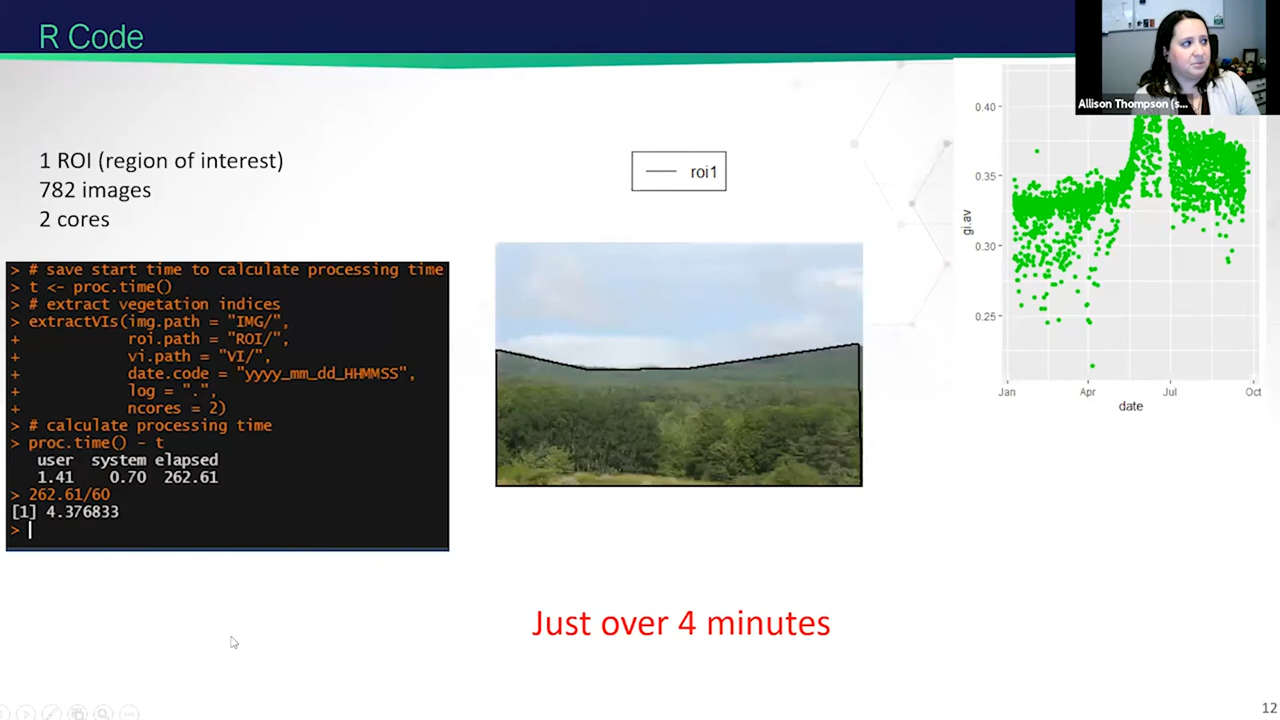 R Code
Allison Thompson (s...
1 ROI (region of interest)
782 images
2 cores
> # save start time to calculate processing time
> t <- proc.time()
> # extract vegetation indices
> extractVIs(img.path = "IMG/",
+ roi.path = "ROI/",
+ vi.path = "VI/",
+ date.code = "yyyy_mm_dd_HHMMSS",
+ log = ".",
+ ncores = 2)
> # calculate processing time
> proc.time() - t
user system elapsed
1.41 0.70 262.61
> 262.61/60
[1] 4.376833
>
roi1
0.40
0.35
0.30
0.25
gi.av
Jan Apr Jul Oct
date
Just over 4 minutes
12